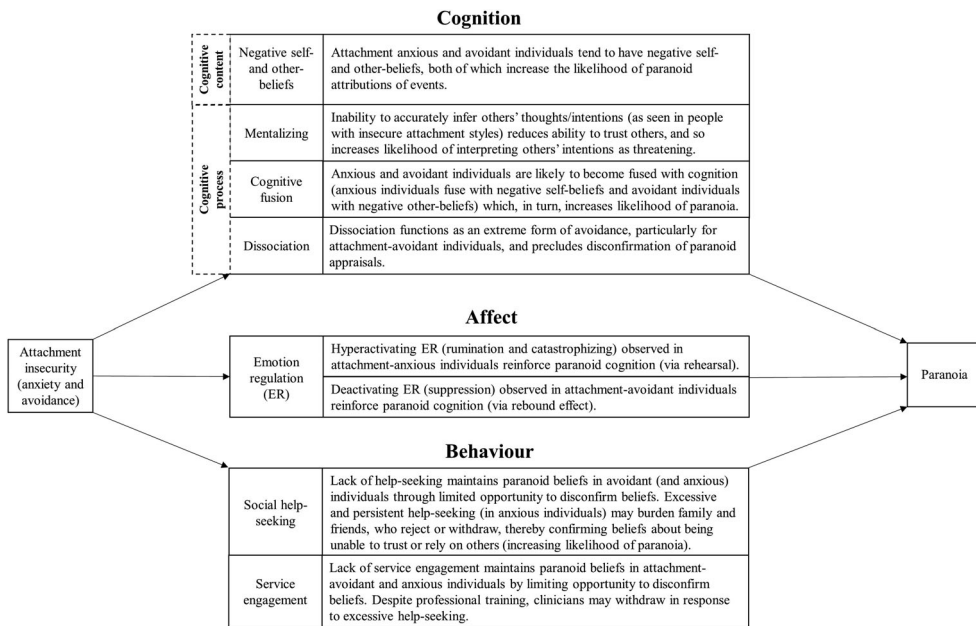 Cognition
Cognitive content
Negative self-
and other-
beliefs
Attachment anxious and avoidant individuals tend to have negative self-
and other-beliefs, both of which increase the likelihood of paranoid
attributions of events.
Cognitive process
Mentalizing
Inability to accurately infer others' thoughts/intentions (as seen in people
with insecure attachment styles) reduces ability to trust others, and so
increases likelihood of interpreting others' intentions as threatening.
Cognitive
fusion
Anxious and avoidant individuals are likely to become fused with cognition
(anxious individuals fuse with negative self-beliefs and avoidant individuals
with negative other-beliefs) which, in turn, increases likelihood of paranoia.
Dissociation
Dissociation functions as an extreme form of avoidance, particularly for
attachment-avoidant individuals, and precludes disconfirmation of paranoid
appraisals.
Attachment
insecurity
(anxiety and
avoidance)
Affect
Emotion
regulation
(ER)
Hyperactivating ER (rumination and catastrophizing) observed in
attachment-anxious individuals reinforce paranoid cognition (via rehearsal).
Deactivating ER (suppression) observed in attachment-avoidant individuals
reinforce paranoid cognition (via rebound effect).
Paranoia
Behaviour
Social help-
seeking
Lack of help-seeking maintains paranoid beliefs in avoidant (and anxious)
individuals through limited opportunity to disconfirm beliefs. Excessive
and persistent help-seeking (in anxious individuals) may burden family and
friends, who reject or withdraw, thereby confirming beliefs about being
unable to trust or rely on others (increasing likelihood of paranoia).
Service
engagement
Lack of service engagement maintains paranoid beliefs in attachment-
avoidant and anxious individuals by limiting opportunity to disconfirm
beliefs. Despite professional training, clinicians may withdraw in response
to excessive help-seeking.